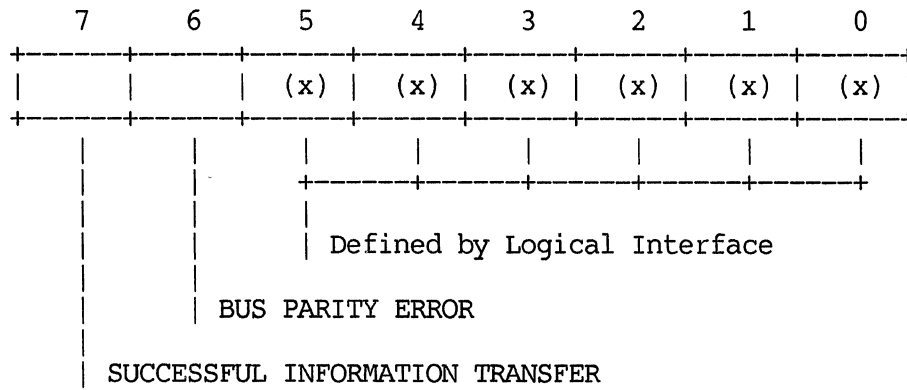 7 6 5 4 3 2 1 0
(x) (x) (x) (x) (x) (x)
Defined by Logical Interface
BUS PARITY ERROR
SUCCESSFUL INFORMATION TRANSFER